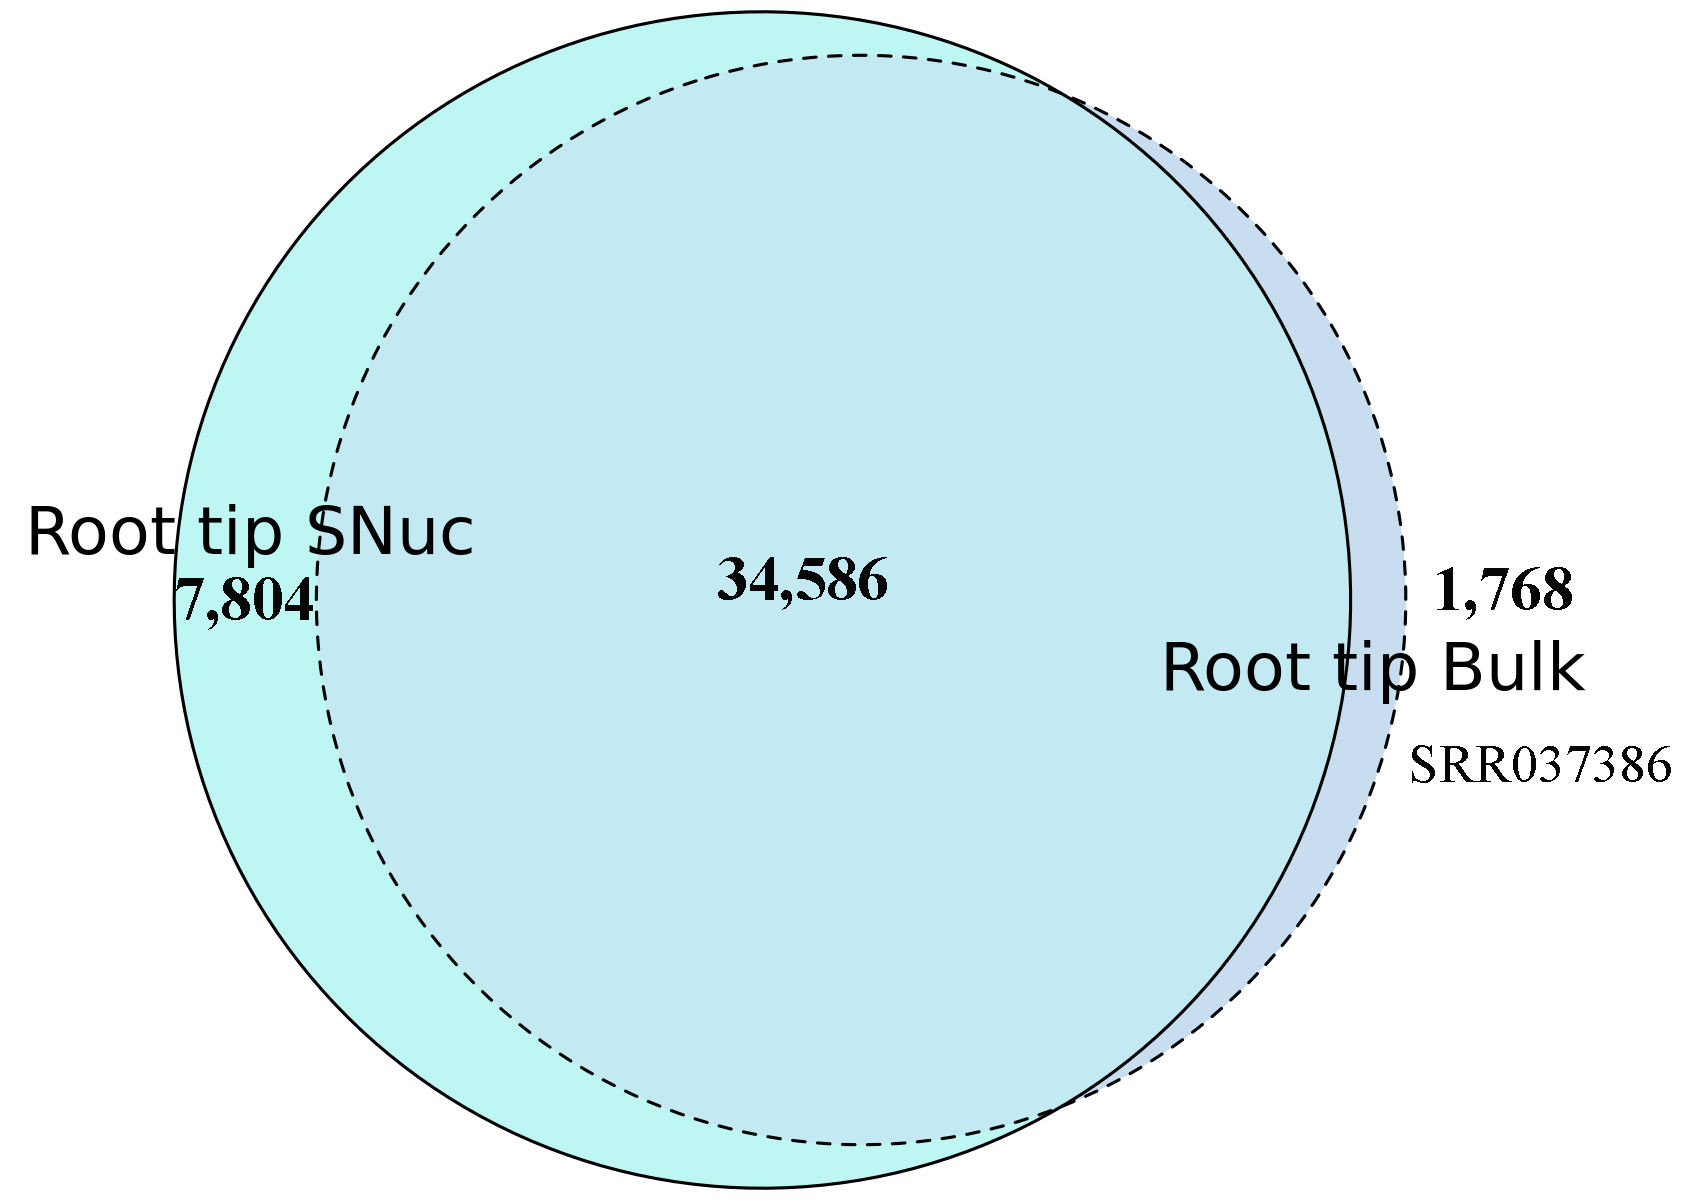 Root tip SNuc
7,804
34,586
1,768
Root tip Bulk
SRR037386